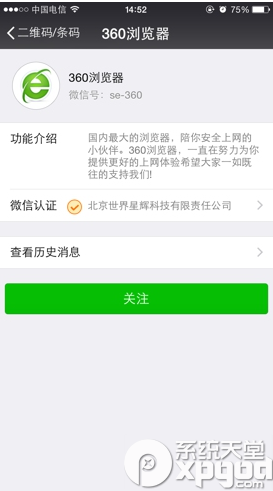 中国电信 14:52 75%
二维码/条码 360浏览器
360浏览器
微信号：se-360
功能介绍 国内最大的浏览器，陪你安全上网的
小伙伴。360浏览器，一直在努力为你
提供更好的上网体验希望大家一如既
往的支持我们!
微信认证 北京世界星辉科技有限责任公司
查看历史消息
关注
系统天堂
xpgod